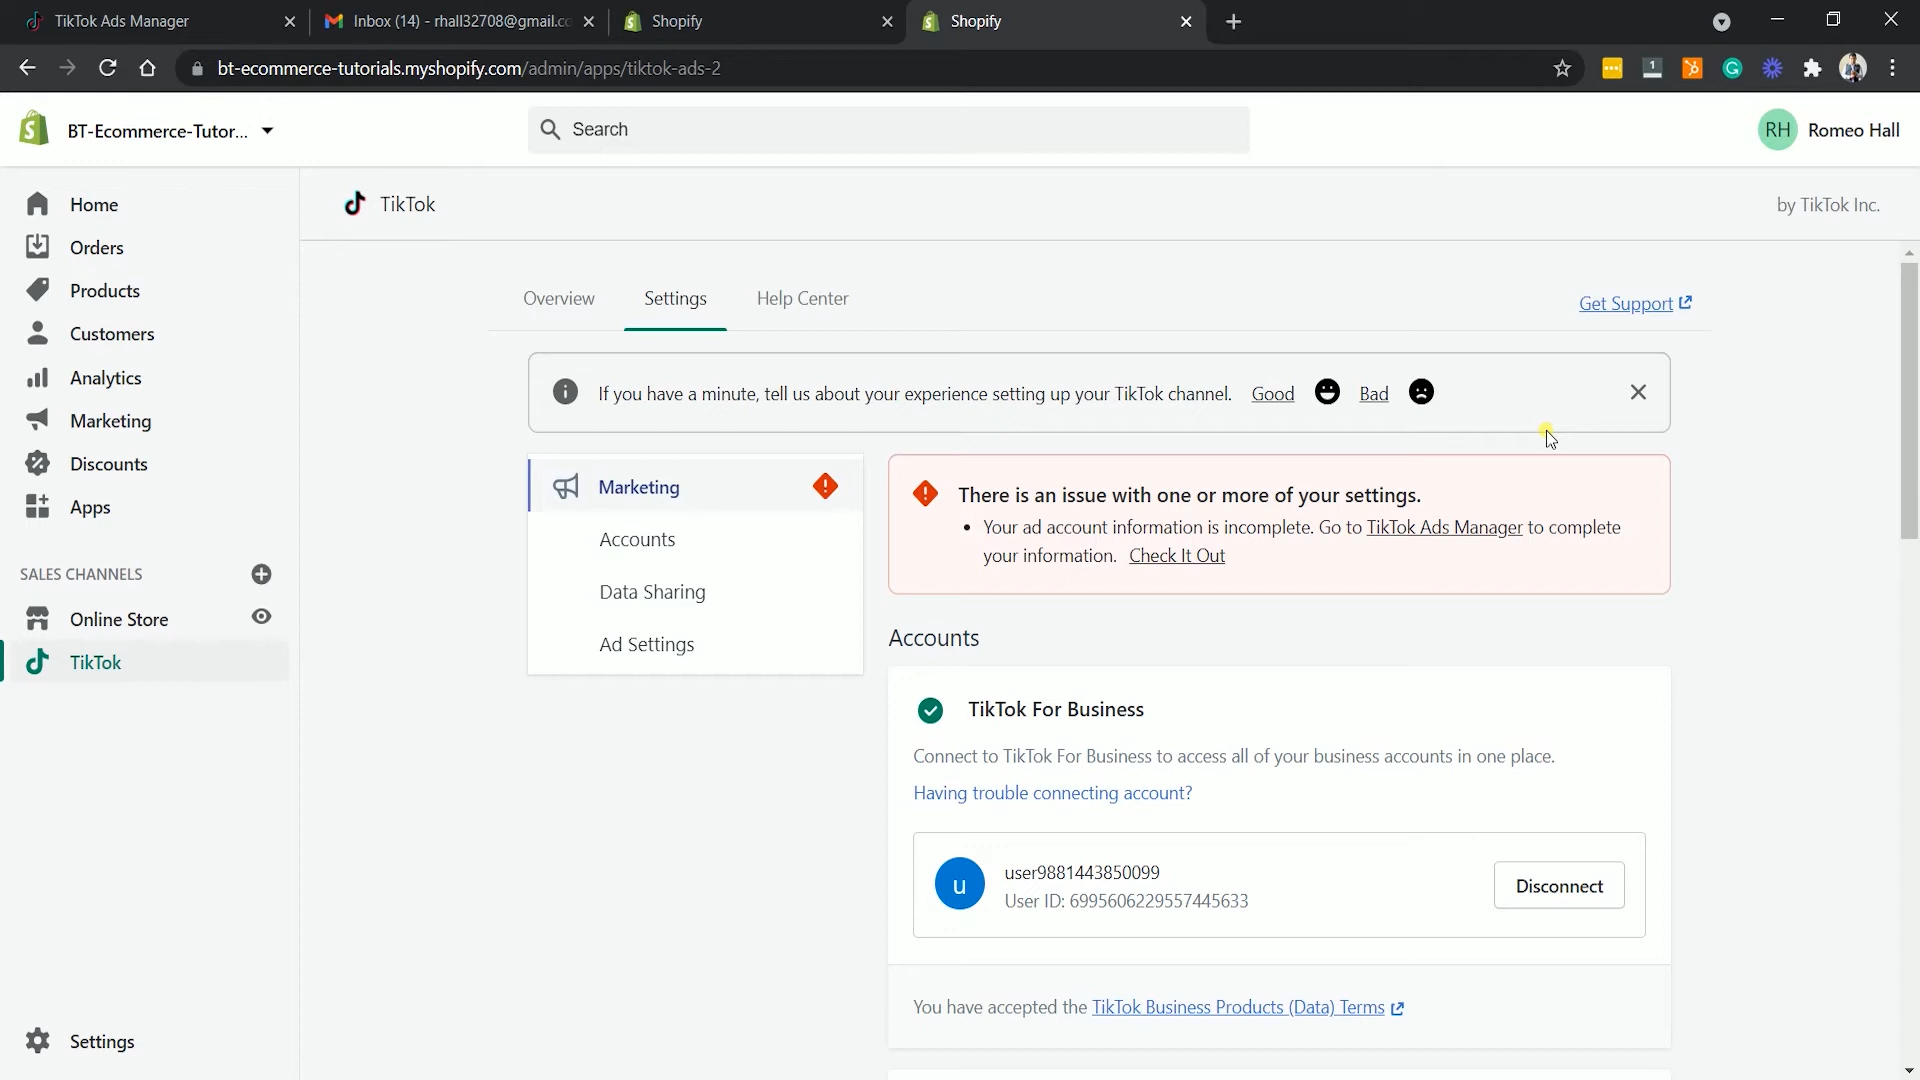 TikTok Ads Manager
Inbox (14) - rhall32708@gmail.co
Shopify
Shopify
bt-ecommerce-tutorials.myshopify.com/admin/apps/tiktok-ads-2
1
BT-Ecommerce-Tutor...
Search
RH
Romeo Hall
Home
Orders
Products
Customers
Analytics
Marketing
Discounts
Apps
SALES CHANNELS
Online Store
TikTok
Settings
TikTok
by TikTok Inc.
Overview
Settings
Help Center
Get Support
If you have a minute, tell us about your experience setting up your TikTok channel. Good Bad
Marketing
Accounts
Data Sharing
Ad Settings
There is an issue with one or more of your settings.
• Your ad account information is incomplete. Go to TikTok Ads Manager to complete
your information. Check It Out
Accounts
TikTok For Business
Connect to TikTok For Business to access all of your business accounts in one place.
Having trouble connecting account?
u
user9881443850099
User ID: 6995606229557445633
Disconnect
You have accepted the TikTok Business Products (Data) Terms